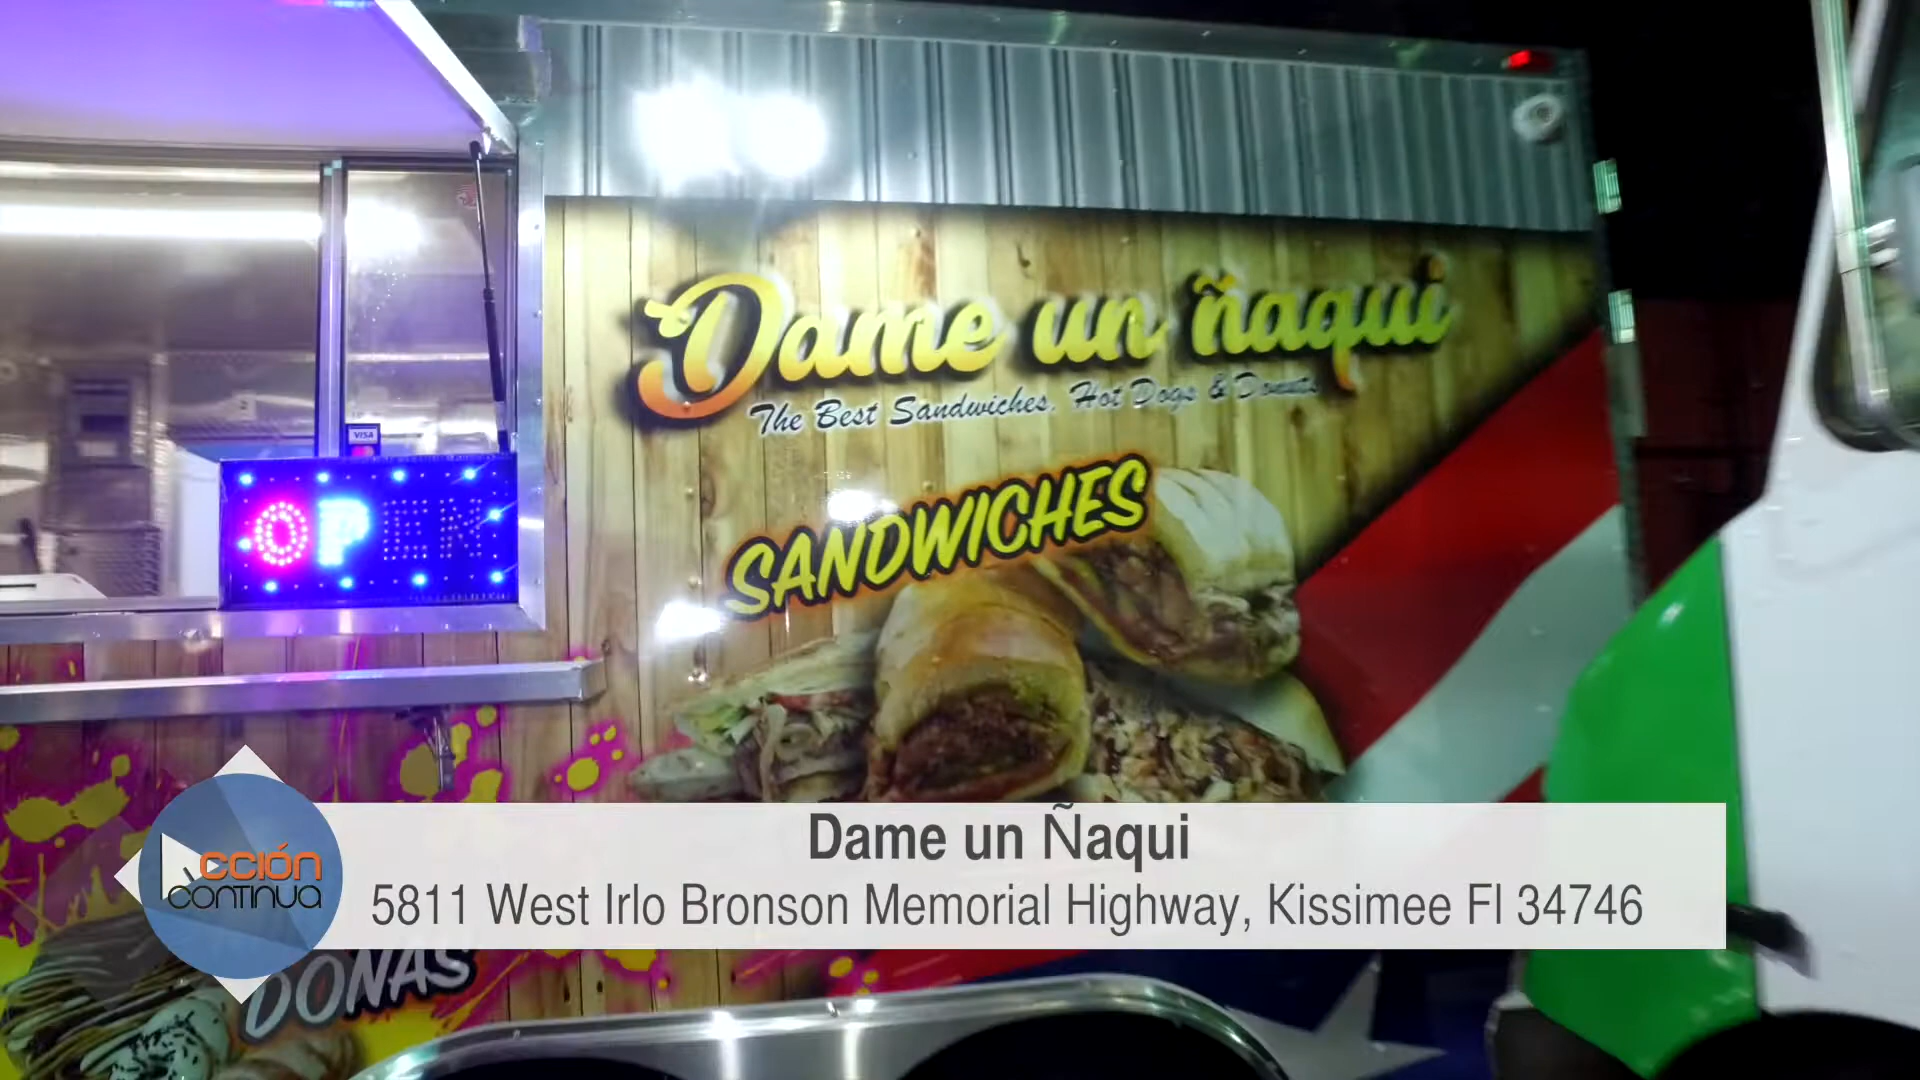 Dame un ñaqui
The Best Sandwiches, Hot Dogs & Donuts
VISA
OPEN
SANDWICHES
Dame un Ñaqui
5811 West Irlo Bronson Memorial Highway, Kissimee Fl 34746
acción
continua
DONAS